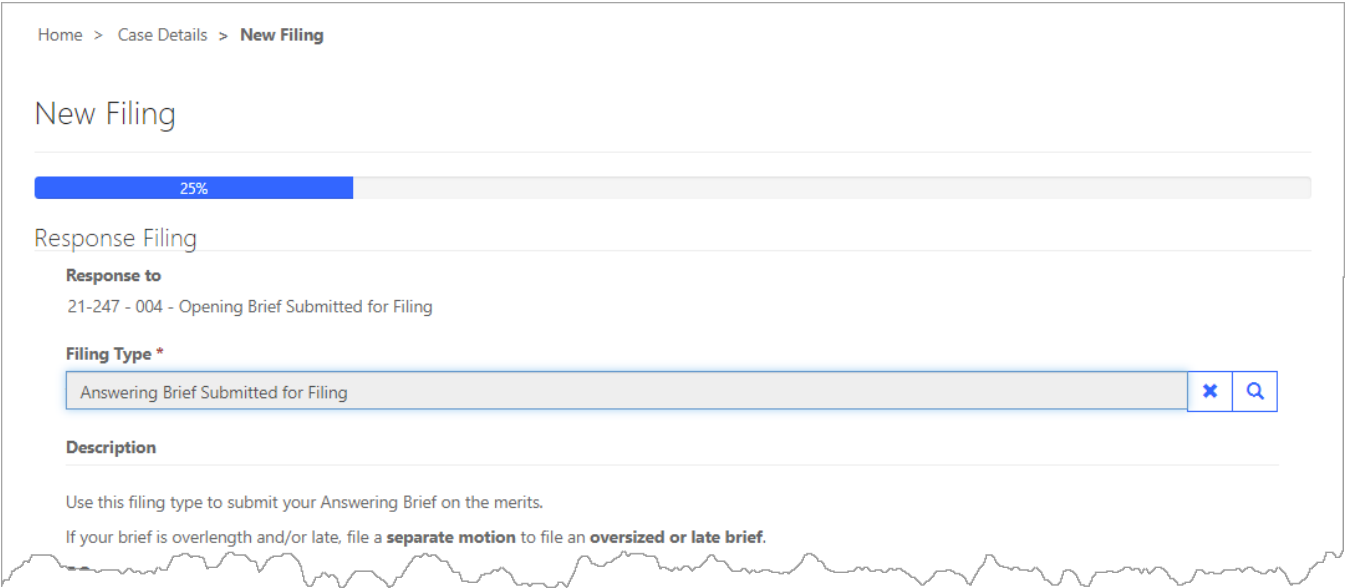 Home > Case Details > New Filing
New Filing
25%
Response Filing
Response to
21-247 - 004 - Opening Brief Submitted for Filing
Filing Type *
Answering Brief Submitted for Filing
Description
Use this filing type to submit your Answering Brief on the merits.
If your brief is overlength and/or late, file a separate motion to file an oversized or late brief.